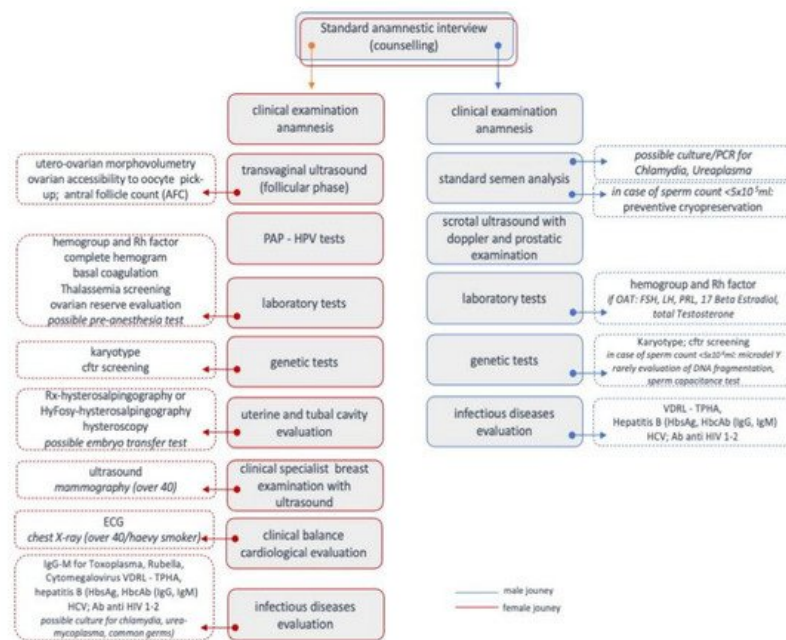 Standard anamnestic interview
(counselling)
clinical examination
anamnesis
utero-ovarian morphovolumetry
ovarian accessibility to oocyte pick-
up; antral follicle count (AFC)
transvaginal ultrasound
(follicular phase)
PAP - HPV tests
hemogroup and Rh factor
complete hemogram
basal coagulation
Thalassemia screening
ovarian reserve evaluation
possible pre-anesthesia test
laboratory tests
karyotype
cftr screening
genetic tests
Rx-hysterosalpingography or
HyFosy-hysterosalpingography
hysteroscopy
possible embryo transfer test
uterine and tubal cavity
evaluation
ultrasound
mammography (over 40)
clinical specialist breast
examination with
ultrasound
ECG
chest X-ray (over 40/haevy smoker)
clinical balance
cardiological evaluation
IgG-M for Toxoplasma, Rubella,
Cytomegalovirus VDRL - TPHA,
hepatitis B (HbsAg, HbcAb (IgG, IgM)
HCV; Ab anti HIV 1-2
possible culture for chlamydia, urea-
mycoplasma, common germs)
infectious diseases
evaluation
clinical examination
anamnesis
standard semen analysis
possible culture/PCR for
Chlamydia, Ureaplasma
in case of sperm count <5x10⁻⁵ml:
preventive cryopreservation
scrotal ultrasound with
doppler and prostatic
examination
laboratory tests
hemogroup and Rh factor
if OAT: FSH, LH, PRL, 17 Beta Estradiol,
total Testosterone
genetic tests
Karyotype; cftr screening
in case of sperm count ml: microdel Y
rarely evaluation of DNA fragmentation,
sperm capacitance test
infectious diseases
evaluation
VDRL - TPHA,
Hepatitis B (HbsAg, HbcAb (IgG, IgM)
HCV; Ab anti HIV 1-2
male jouney
female jouney